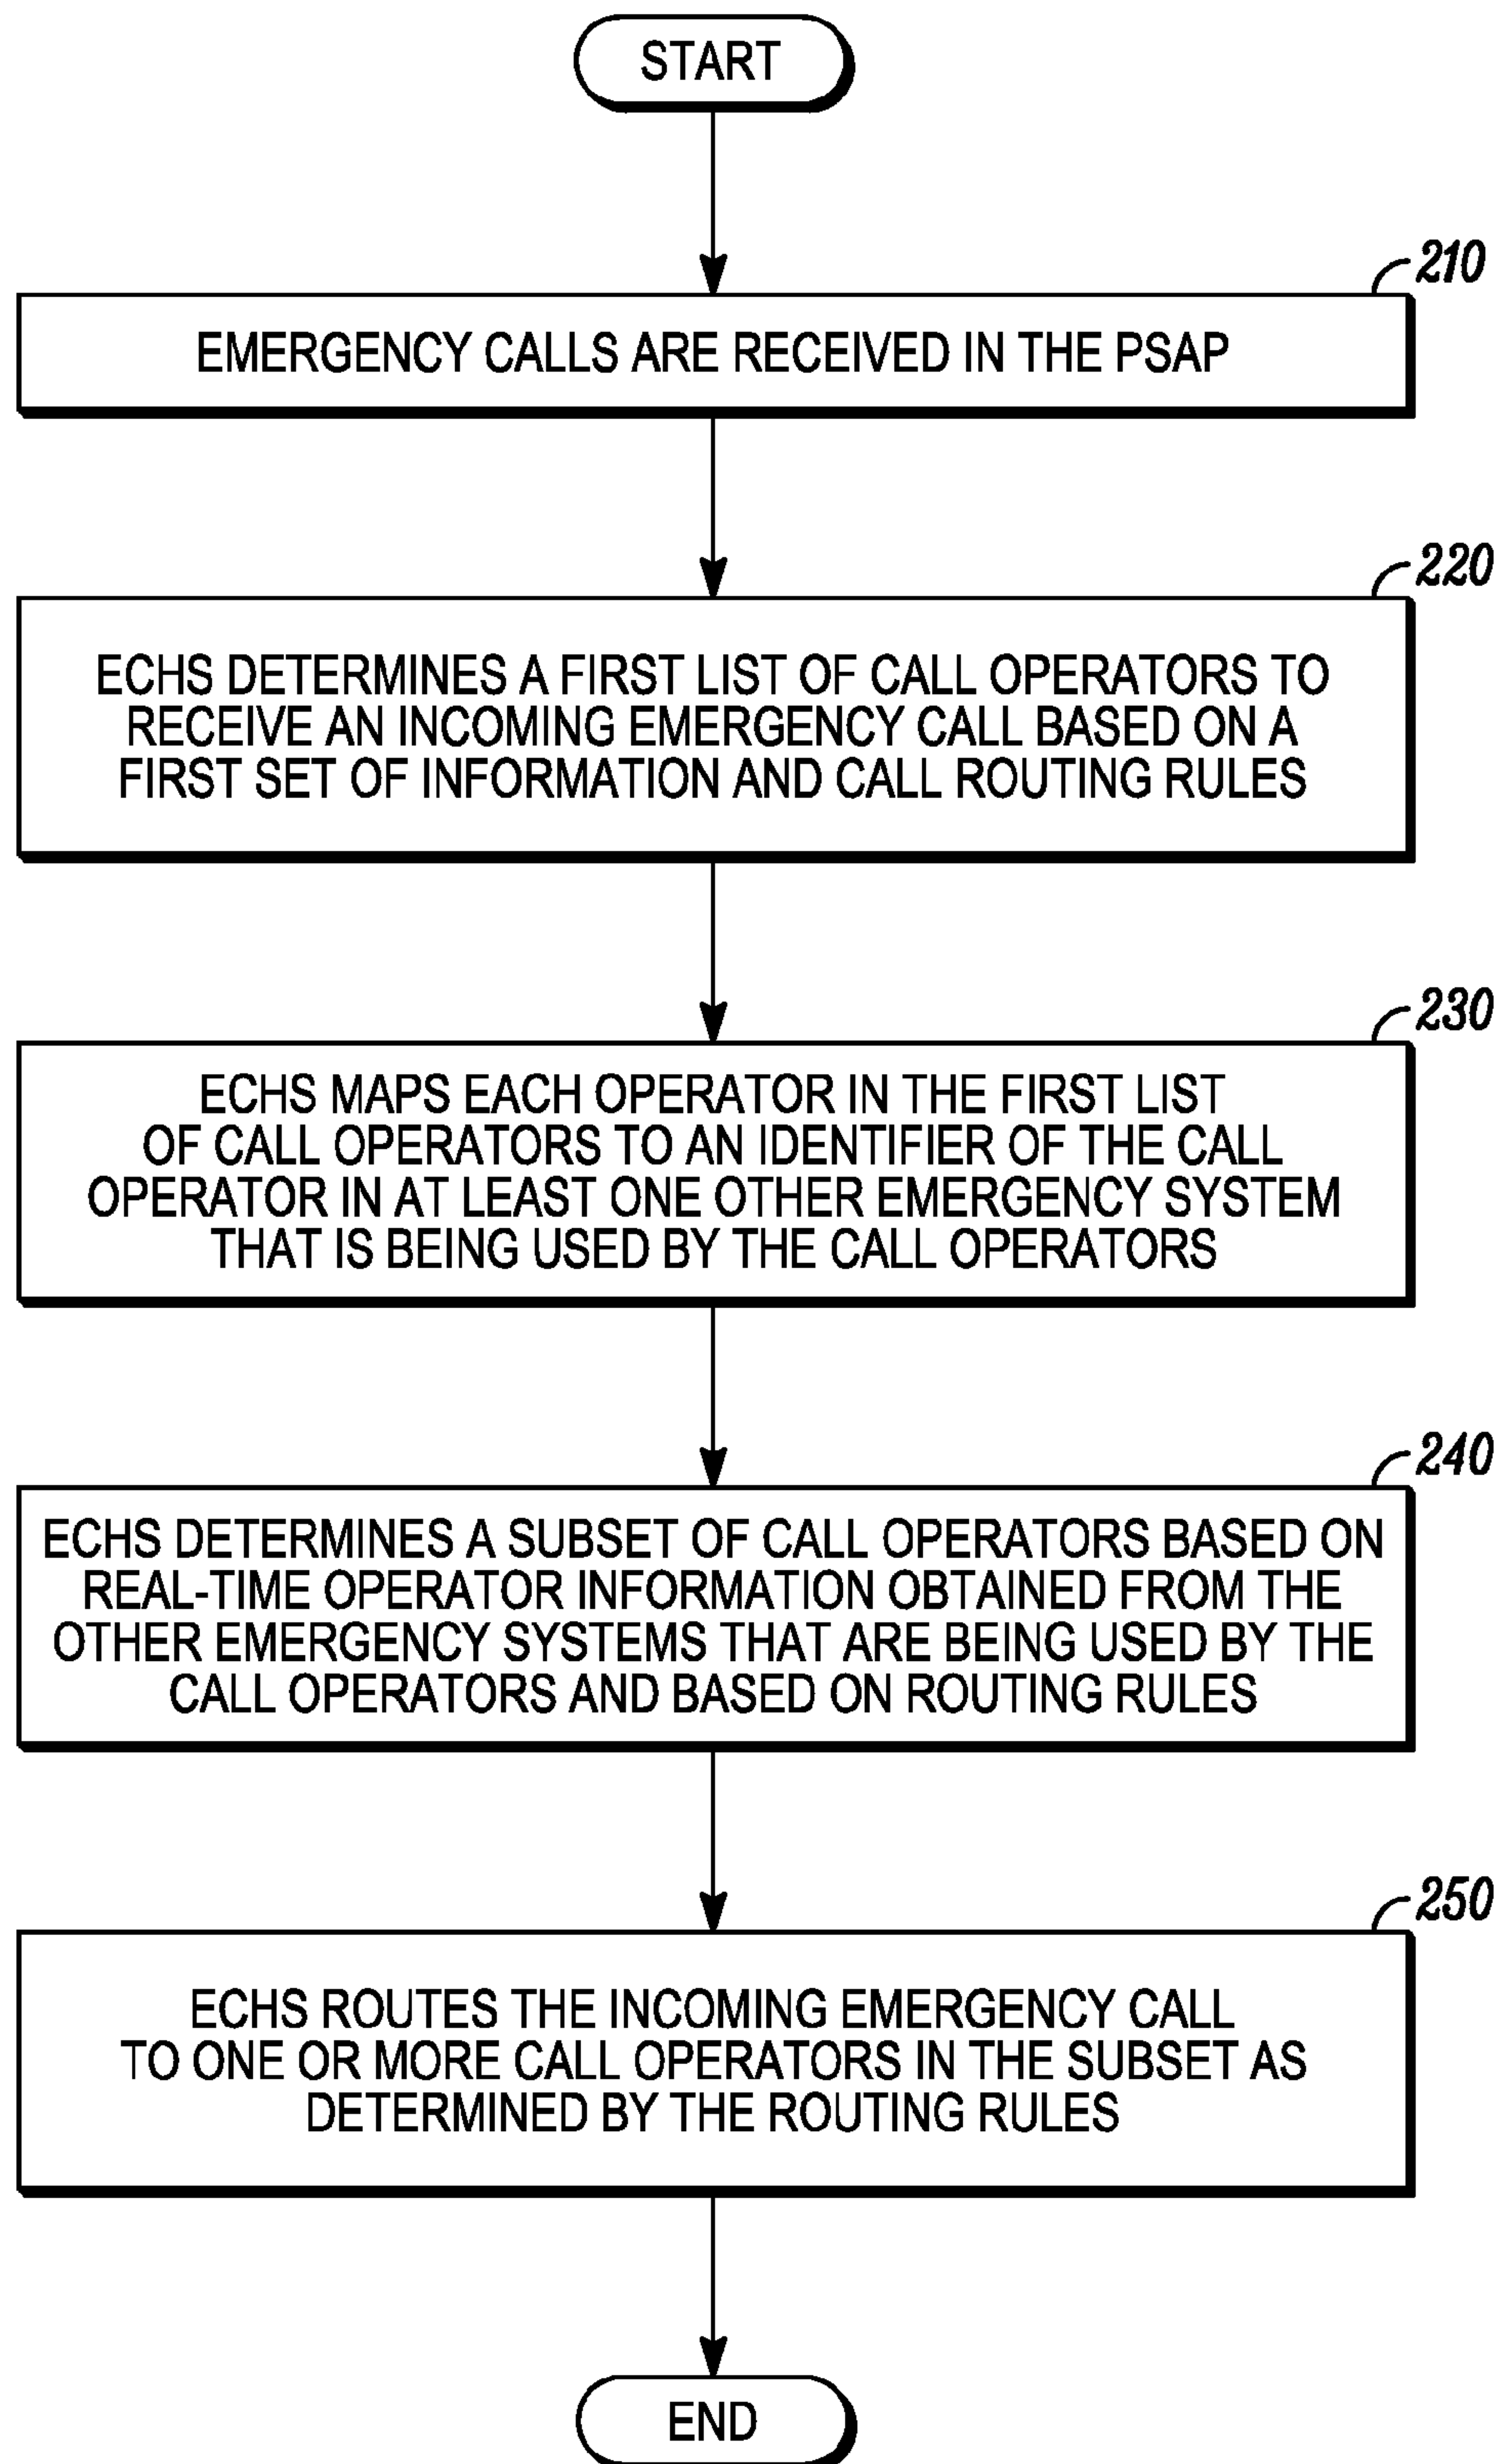 START
210
EMERGENCY CALLS ARE RECEIVED IN THE PSAP
220
ECHS DETERMINES A FIRST LIST OF CALL OPERATORS TO
RECEIVE AN INCOMING EMERGENCY CALL BASED ON A
FIRST SET OF INFORMATION AND CALL ROUTING RULES
230
ECHS MAPS EACH OPERATOR IN THE FIRST LIST
OF CALL OPERATORS TO AN IDENTIFIER OF THE CALL
OPERATOR IN AT LEAST ONE OTHER EMERGENCY SYSTEM
THAT IS BEING USED BY THE CALL OPERATORS
240
ECHS DETERMINES A SUBSET OF CALL OPERATORS BASED ON
REAL-TIME OPERATOR INFORMATION OBTAINED FROM THE
OTHER EMERGENCY SYSTEMS THAT ARE BEING USED BY THE
CALL OPERATORS AND BASED ON ROUTING RULES
250
ECHS ROUTES THE INCOMING EMERGENCY CALL
TO ONE OR MORE CALL OPERATORS IN THE SUBSET AS
DETERMINED BY THE ROUTING RULES
END